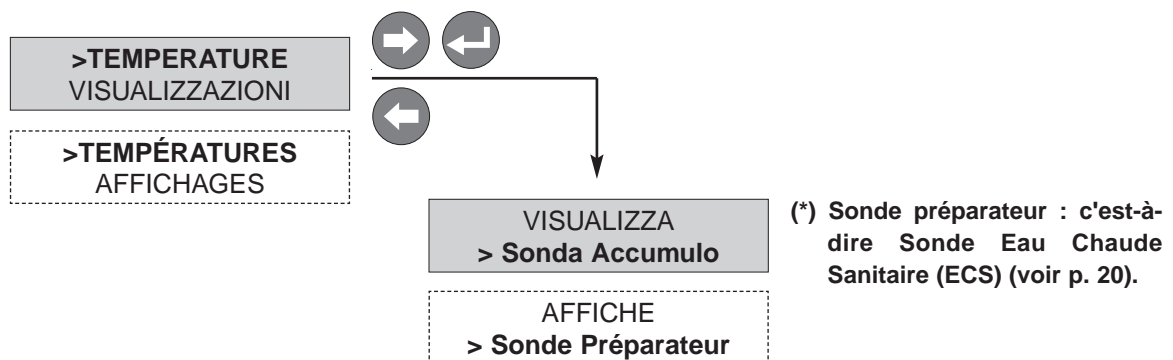 >TEMPERATURE
VISUALIZZAZIONI
>TEMPÉRATURES
AFFICHAGES
VISUALIZZA
> Sonda Accumulo
AFFICHE
> Sonde Préparateur
(*) Sonde préparateur : c'est-à-
dire Sonde Eau Chaude
Sanitaire (ECS) (voir p. 20).